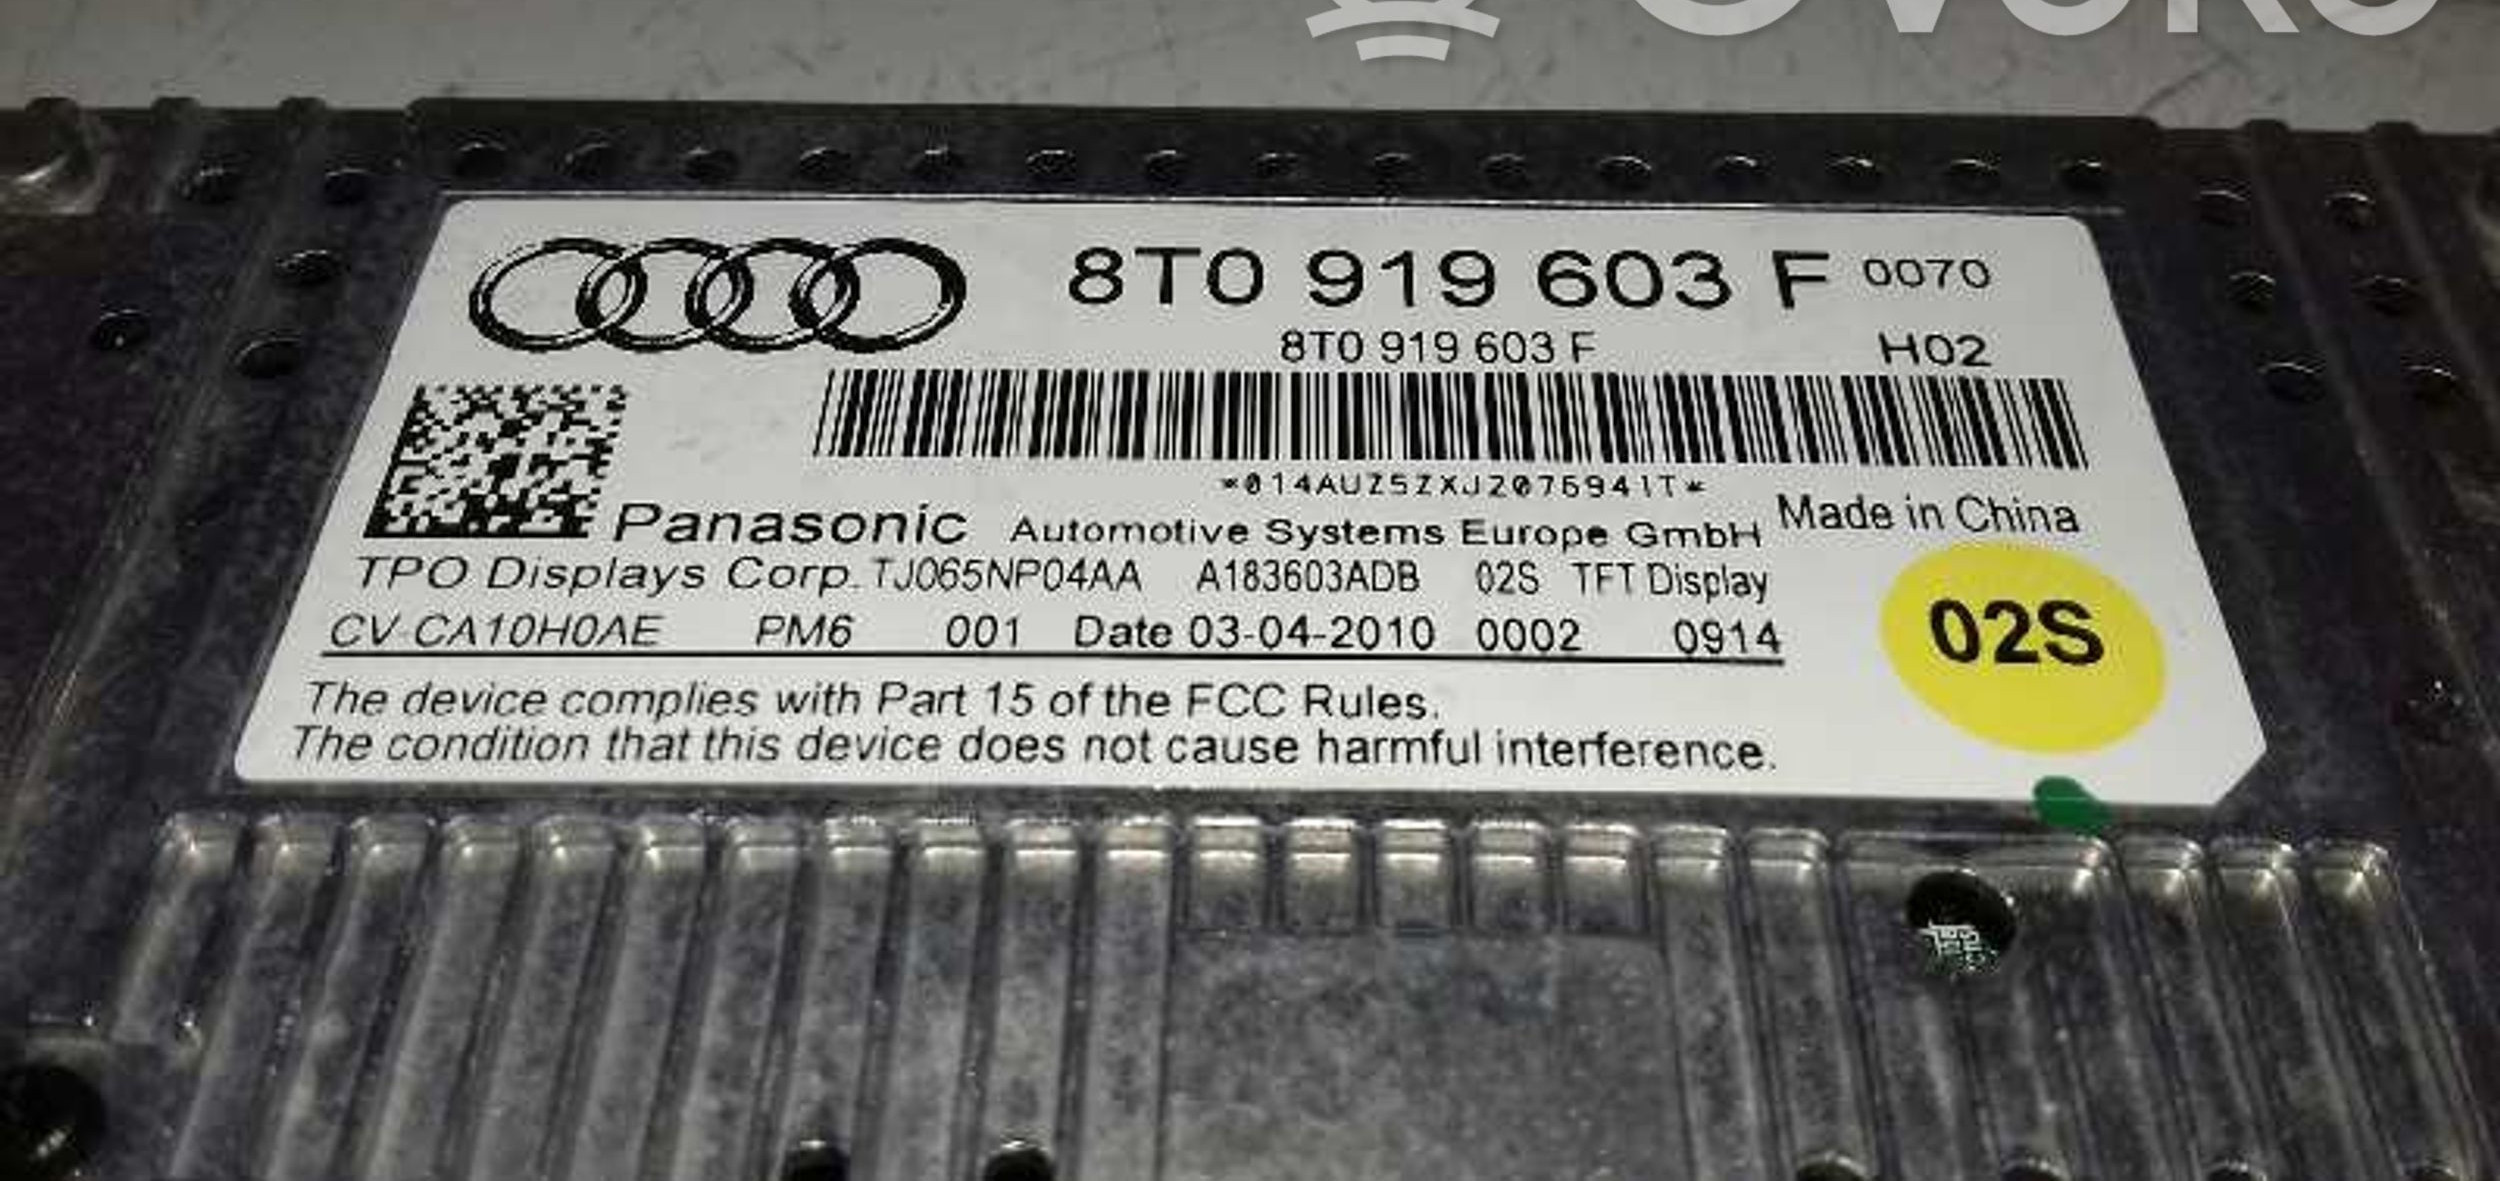 8T0 919 603 F 0070
8T0 919 603 F H02
*014AUZ5ZXJ2076941T*
Panasonic Automotive Systems Europe GmbH Made in China
TPO Displays Corp. TJ065NP04AA A183603ADB 02S TFT Display
CV-CA10H0AE PM6 001 Date 03-04-2010 0002 0914
02S
The device complies with Part 15 of the FCC Rules.
The condition that this device does not cause harmful interference.